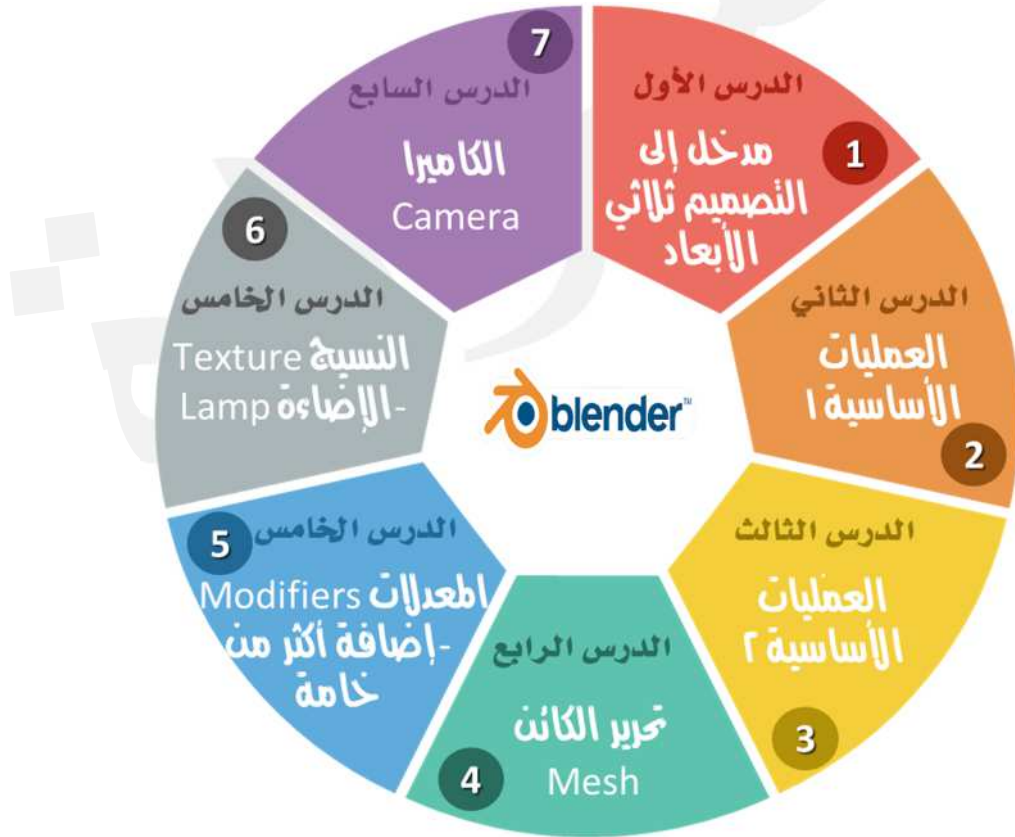 1
الدرس الأول
مدخل إلى
التصميم ثلاثي
الأبعاد
2
الدرس الثاني
العمليات
الأساسية ١
3
الدرس الثالث
العمليات
الأساسية ٢
4
الدرس الرابع
تحرير الكائن
Mesh
5
الدرس الخامس
المعدلات Modifiers
-إضافة أكثر من
خامة
6
الدرس الخامس
النسيج Texture
-الإضاءة Lamp
7
الدرس السابع
الكاميرا
Camera
blender™